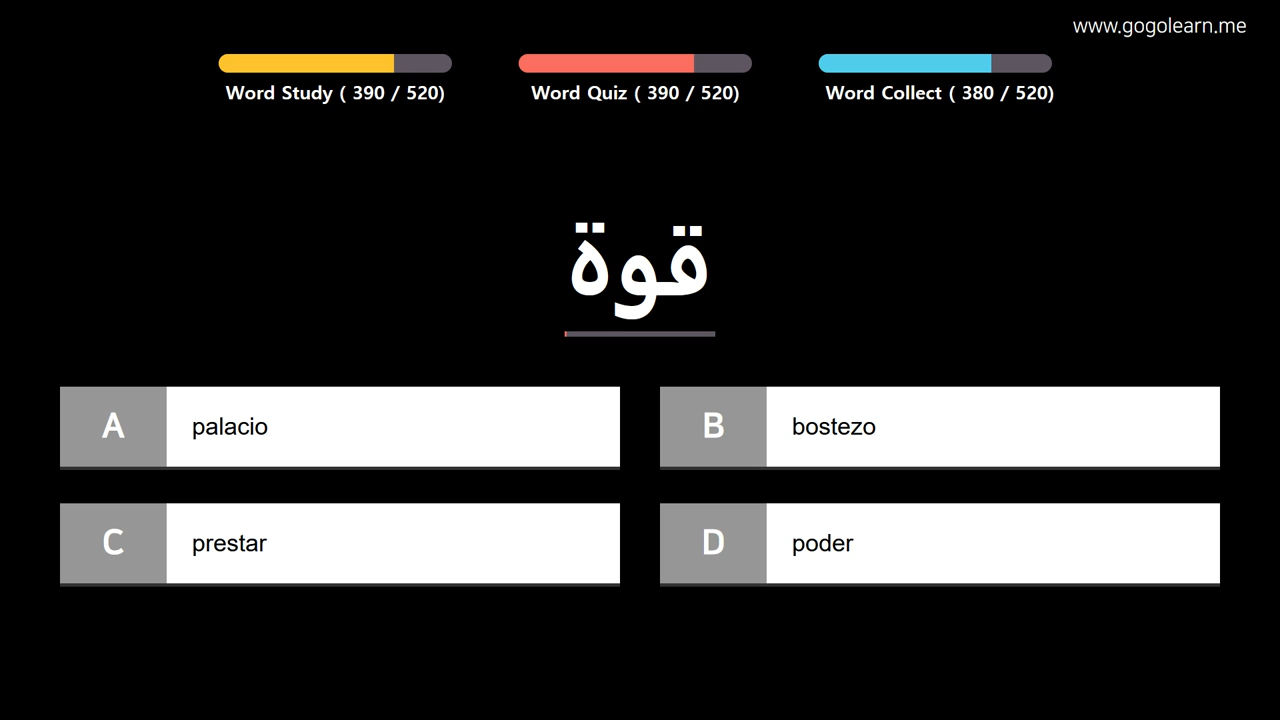 www.gogolearn.me
Word Study ( 390 / 520)
Word Quiz ( 390 / 520)
Word Collect ( 380 / 520)
قوة
A palacio
B bostezo
C prestar
D poder